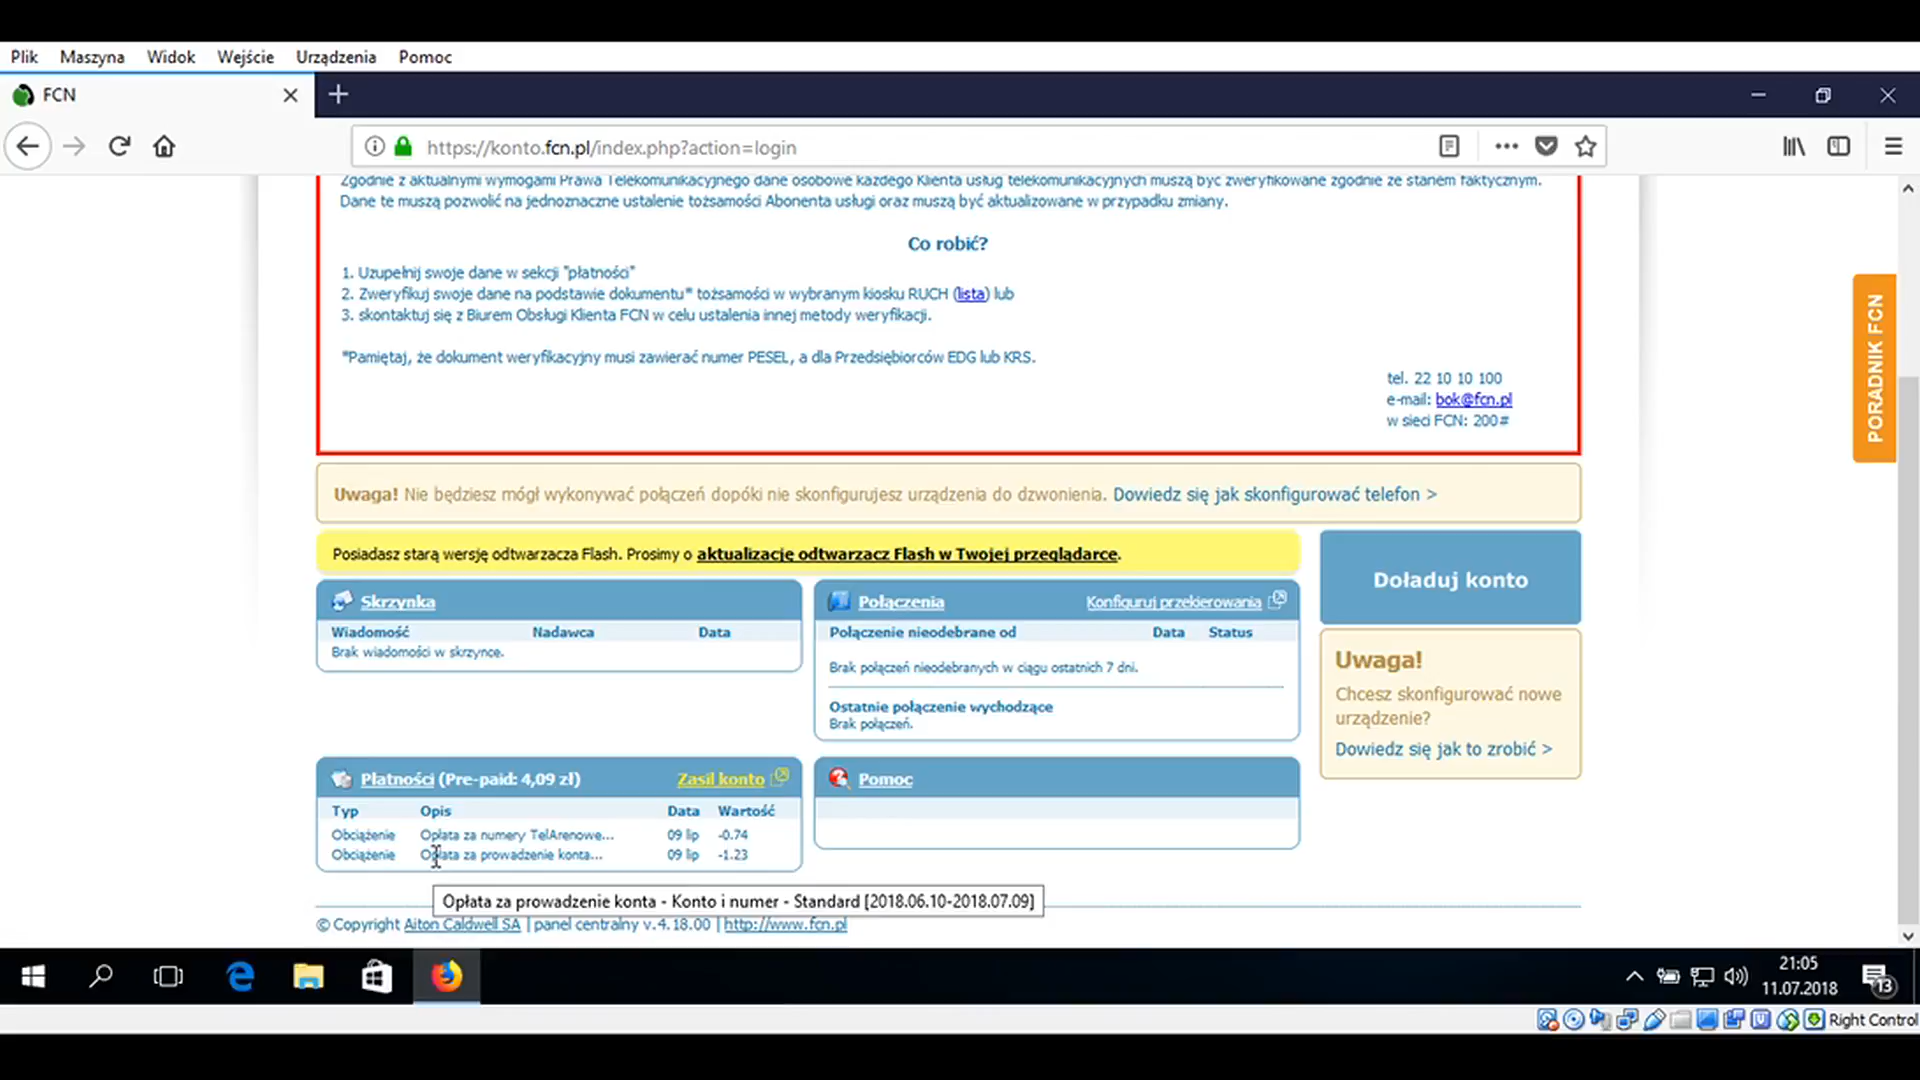 Plik Maszyna Widok Wejście Urządzenia Pomoc
FCN
https://konto.fcn.pl/index.php?action=login
Zgodnie z aktualnymi wymogami Prawa Telekomunikacyjnego dane osobowe każdego Klienta usług telekomunikacyjnych muszą być zweryfikowane zgodnie ze stanem faktycznym.
Dane te muszą pozwolić na jednoznaczne ustalenie tożsamości Abonenta usługi oraz muszą być aktualizowane w przypadku zmiany.
Co robić?
1. Uzupełnij swoje dane w sekcji "płatności"
2. Zweryfikuj swoje dane na podstawie dokumentu* tożsamości w wybranym kiosku RUCH (lista) lub
3. skontaktuj się z Biurem Obsługi Klienta FCN w celu ustalenia innej metody weryfikacji.
*Pamiętaj, że dokument weryfikacyjny musi zawierać numer PESEL, a dla Przedsiębiorców EDG lub KRS.
tel. 22 10 10 100
e-mail: bok@fcn.pl
w sieci FCN: 200#
PORADNIK FCN
Uwaga! Nie będziesz mógł wykonywać połączeń dopóki nie skonfigurujesz urządzenia do dzwonienia. Dowiedz się jak skonfigurować telefon >
Posiadasz starą wersję odtwarzacza Flash. Prosimy o aktualizację odtwarzacz Flash w Twojej przeglądarce.
Doładuj konto
Skrzynka
Wiadomość Nadawca Data
Brak wiadomości w skrzynce.
Połączenia Konfiguruj przekierowania
Połączenie nieodebrane od Data Status
Brak połączeń nieodebranych w ciągu ostatnich 7 dni.
Ostatnie połączenie wychodzące
Brak połączeń.
Uwaga!
Chcesz skonfigurować nowe
urządzenie?
Dowiedz się jak to zrobić >
Płatności (Pre-paid: 4,09 zł) Zasil konto
Typ Opis Data Wartość
Obciążenie Opłata za numery TelArenowe... 09 lip -0.74
Obciążenie Opłata za prowadzenie konta... 09 lip -1.23
Pomoc
Opłata za prowadzenie konta - Konto i numer - Standard [2018.06.10-2018.07.09]
© Copyright Aiton Caldwell SA | panel centralny v.4.18.00 | http://www.fcn.pl
21:05
11.07.2018
13
Right Control